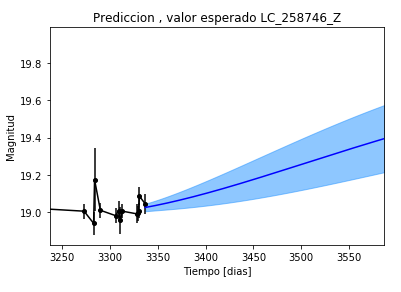 Prediccion , valor esperado LC_258746_Z
Magnitud
19.8
19.6
19.4
19.2
19.0
3250 3300 3350 3400 3450 3500 3550
Tiempo [dias]